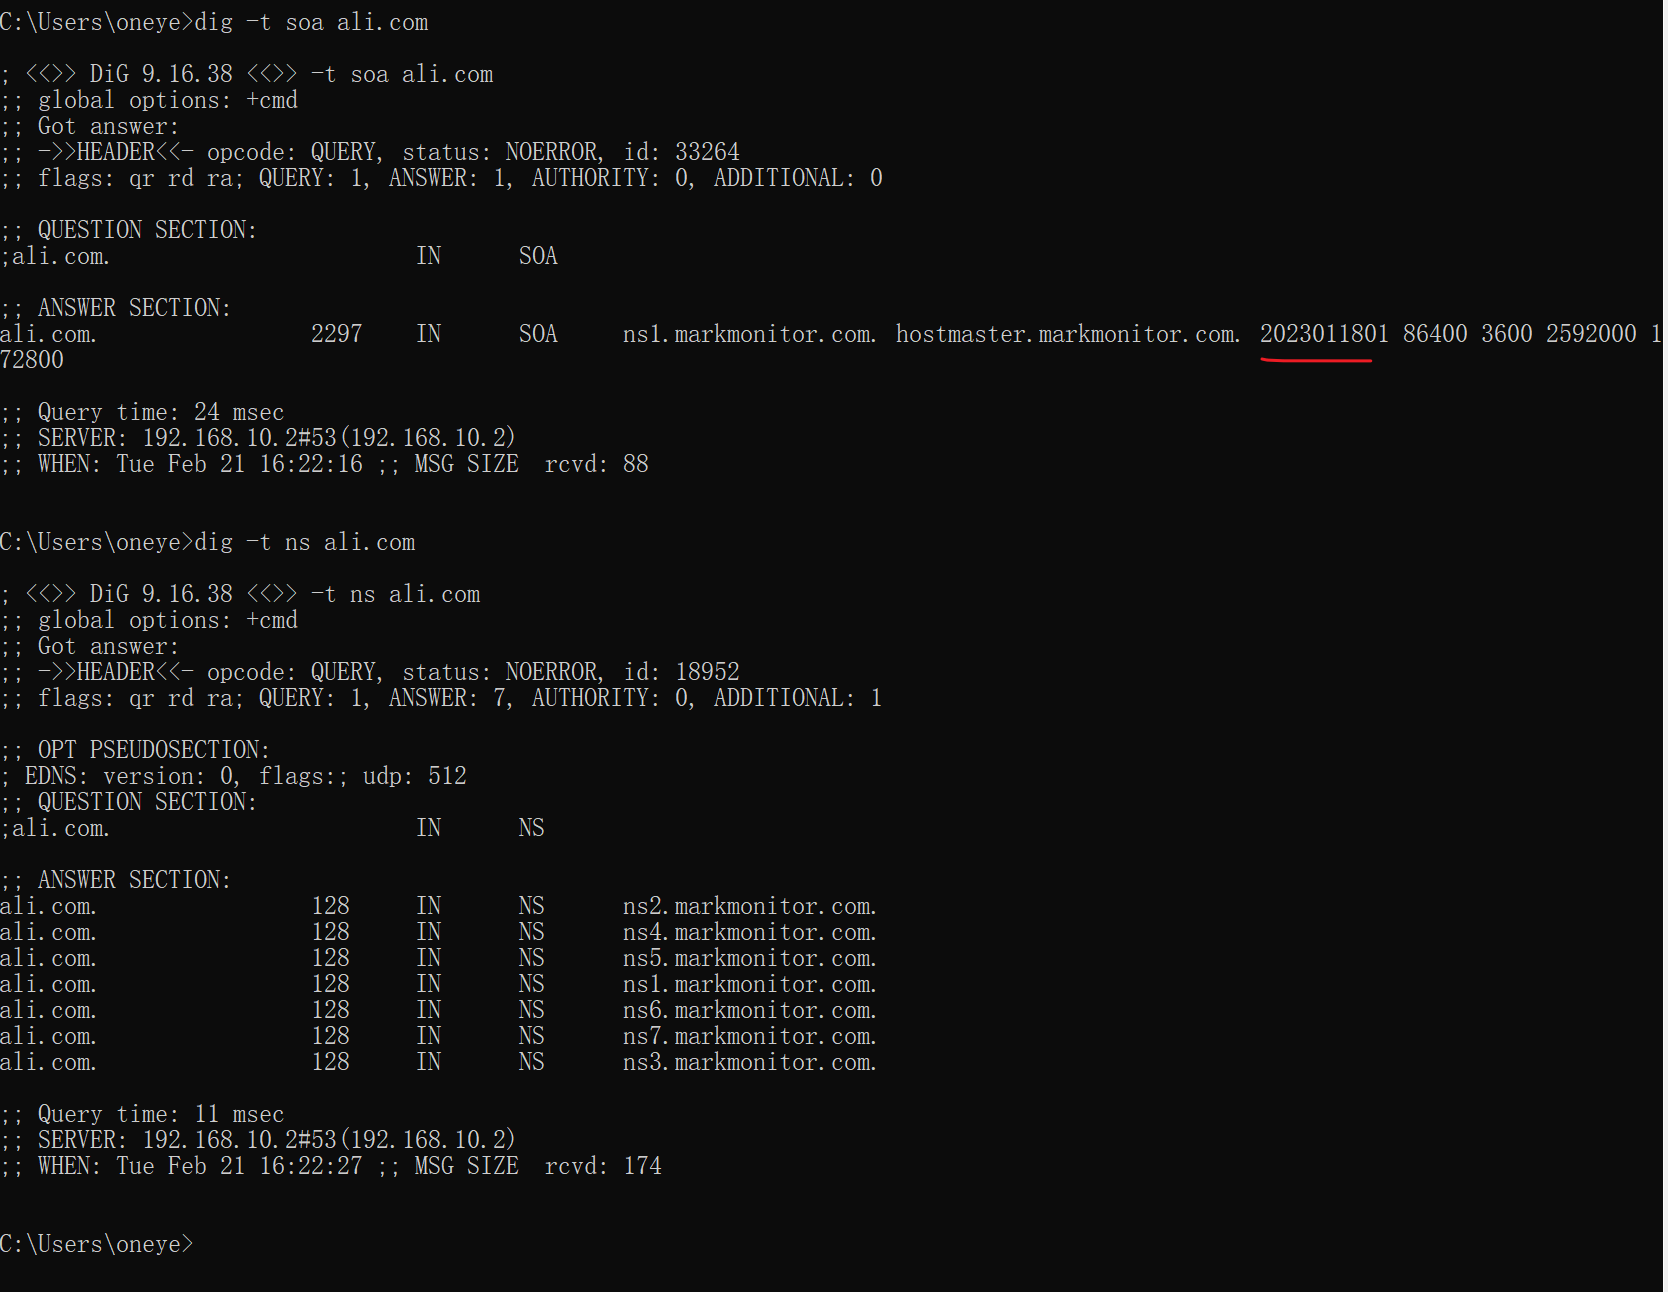 C:\Users\oneye>dig -t soa ali.com
; <<>> DiG 9.16.38 <<>> -t soa ali.com
;; global options: +cmd
;; Got answer:
;; ->>HEADER<<- opcode: QUERY, status: NOERROR, id: 33264
;; flags: qr rd ra; QUERY: 1, ANSWER: 1, AUTHORITY: 0, ADDITIONAL: 0
;; QUESTION SECTION:
;ali.com. IN SOA
;; ANSWER SECTION:
ali.com. 2297 IN SOA ns1.markmonitor.com. hostmaster.markmonitor.com. 2023011801 86400 3600 2592000 1
72800
;; Query time: 24 msec
;; SERVER: 192.168.10.2#53(192.168.10.2)
;; WHEN: Tue Feb 21 16:22:16 ;; MSG SIZE  rcvd: 88
C:\Users\oneye>dig -t ns ali.com
; <<>> DiG 9.16.38 <<>> -t ns ali.com
;; global options: +cmd
;; Got answer:
;; ->>HEADER<<- opcode: QUERY, status: NOERROR, id: 18952
;; flags: qr rd ra; QUERY: 1, ANSWER: 7, AUTHORITY: 0, ADDITIONAL: 1
;; OPT PSEUDOSECTION:
; EDNS: version: 0, flags:; udp: 512
;; QUESTION SECTION:
;ali.com. IN NS
;; ANSWER SECTION:
ali.com. 128 IN NS ns2.markmonitor.com.
ali.com. 128 IN NS ns4.markmonitor.com.
ali.com. 128 IN NS ns5.markmonitor.com.
ali.com. 128 IN NS ns1.markmonitor.com.
ali.com. 128 IN NS ns6.markmonitor.com.
ali.com. 128 IN NS ns7.markmonitor.com.
ali.com. 128 IN NS ns3.markmonitor.com.
;; Query time: 11 msec
;; SERVER: 192.168.10.2#53(192.168.10.2)
;; WHEN: Tue Feb 21 16:22:27 ;; MSG SIZE  rcvd: 174
C:\Users\oneye>